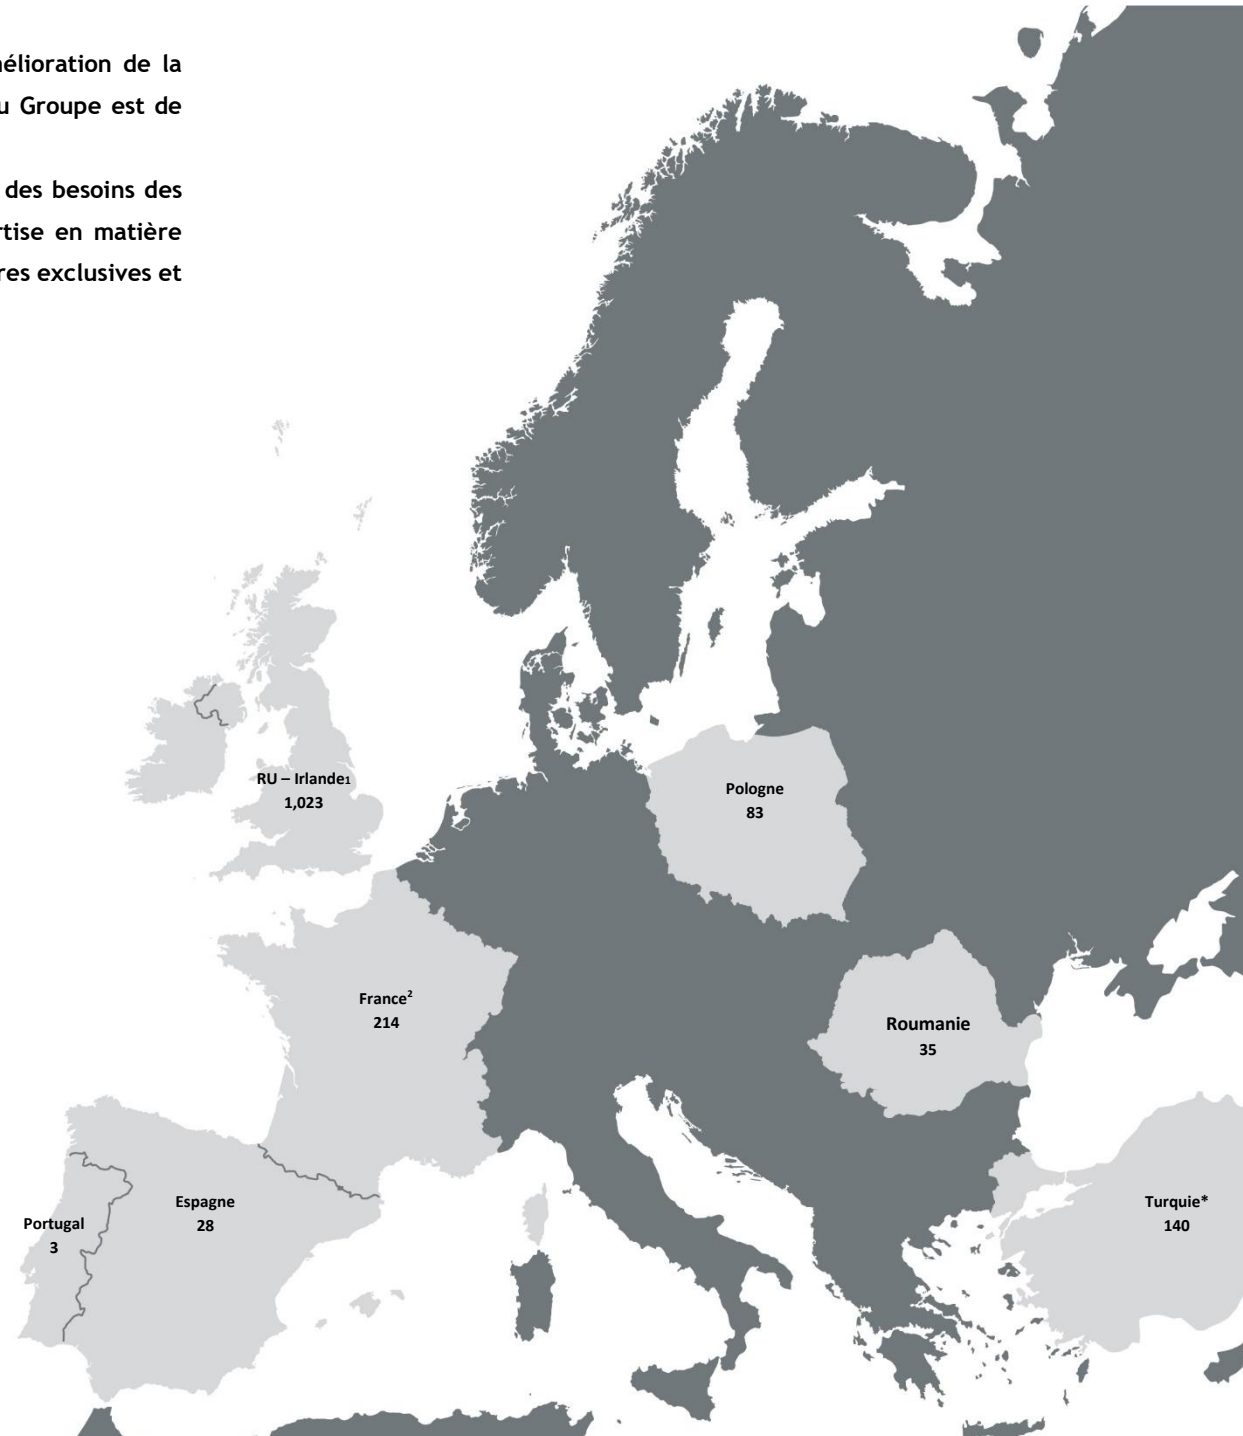 élioration de la
u Groupe est de
des besoins des
rtise en matière
res exclusives et
RU – Irlande1
1,023
Pologne
83
France2
214
Roumanie
35
Espagne
28
Portugal
3
Turquie*
140